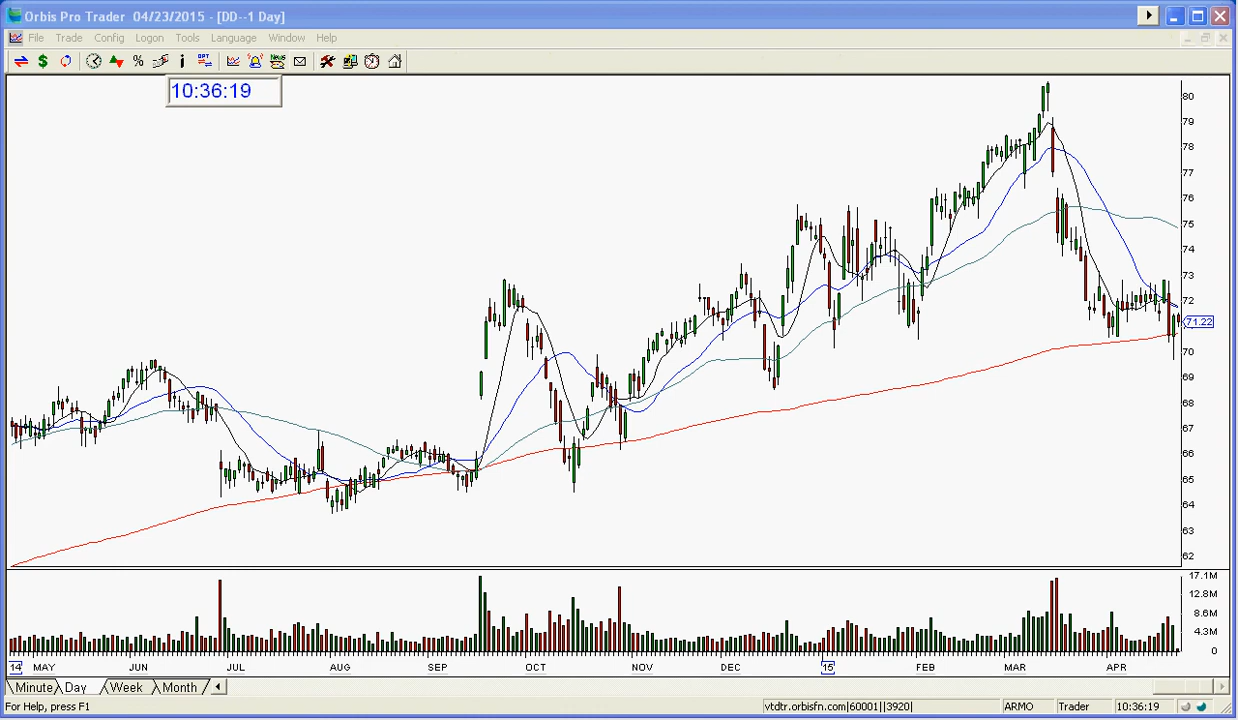 Orbis Pro Trader 04/23/2015 - [DD--1 Day]
File Trade Config Logon Tools Language Window Help
$ % i OPT News
10:36:19
80
79
78
77
76
75
74
73
72
71.22
70
69
68
67
66
65
64
63
62
17.1M
12.8M
8.6M
4.3M
0
14 MAY JUN JUL AUG SEP OCT NOV DEC 15 FEB MAR APR
Minute Day Week Month
For Help, press F1 vtdtr.orbisfn.com|60001||3920| ARMO Trader 10:36:19